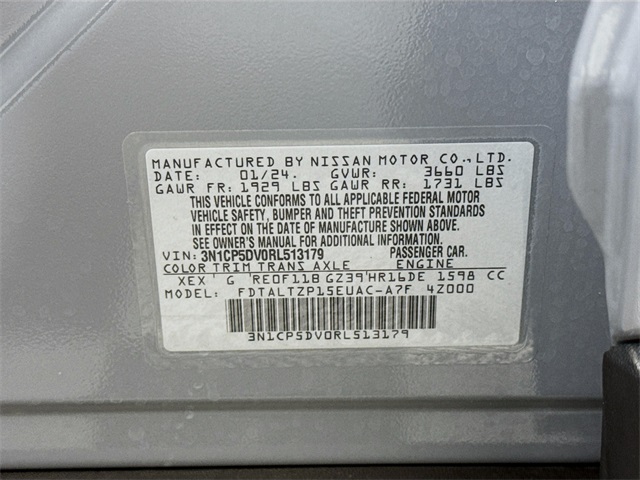 MANUFACTURED BY NISSAN MOTOR CO.,LTD.
DATE: 01/24. GVWR: 3660 LBS
GAWR FR: 1929 LBS GAWR RR: 1731 LBS
THIS VEHICLE CONFORMS TO ALL APPLICABLE FEDERAL MOTOR
VEHICLE SAFETY, BUMPER AND THEFT PREVENTION STANDARDS
IN EFFECT ON THE DATE OF MANUFACTURE SHOWN ABOVE.
SEE OWNER'S MANUAL FOR ADDITIONAL INFORMATION.
VIN: 3N1CP5DV0RL513179 PASSENGER CAR.
COLOR TRIM TRANS AXLE ENGINE
XEX' G 'RE0F11B GZ39'HR16DE 1598 CC
MODEL: FDTALTZP15EUAC-A7F 4Z000
3N1CP5DV0RL513179